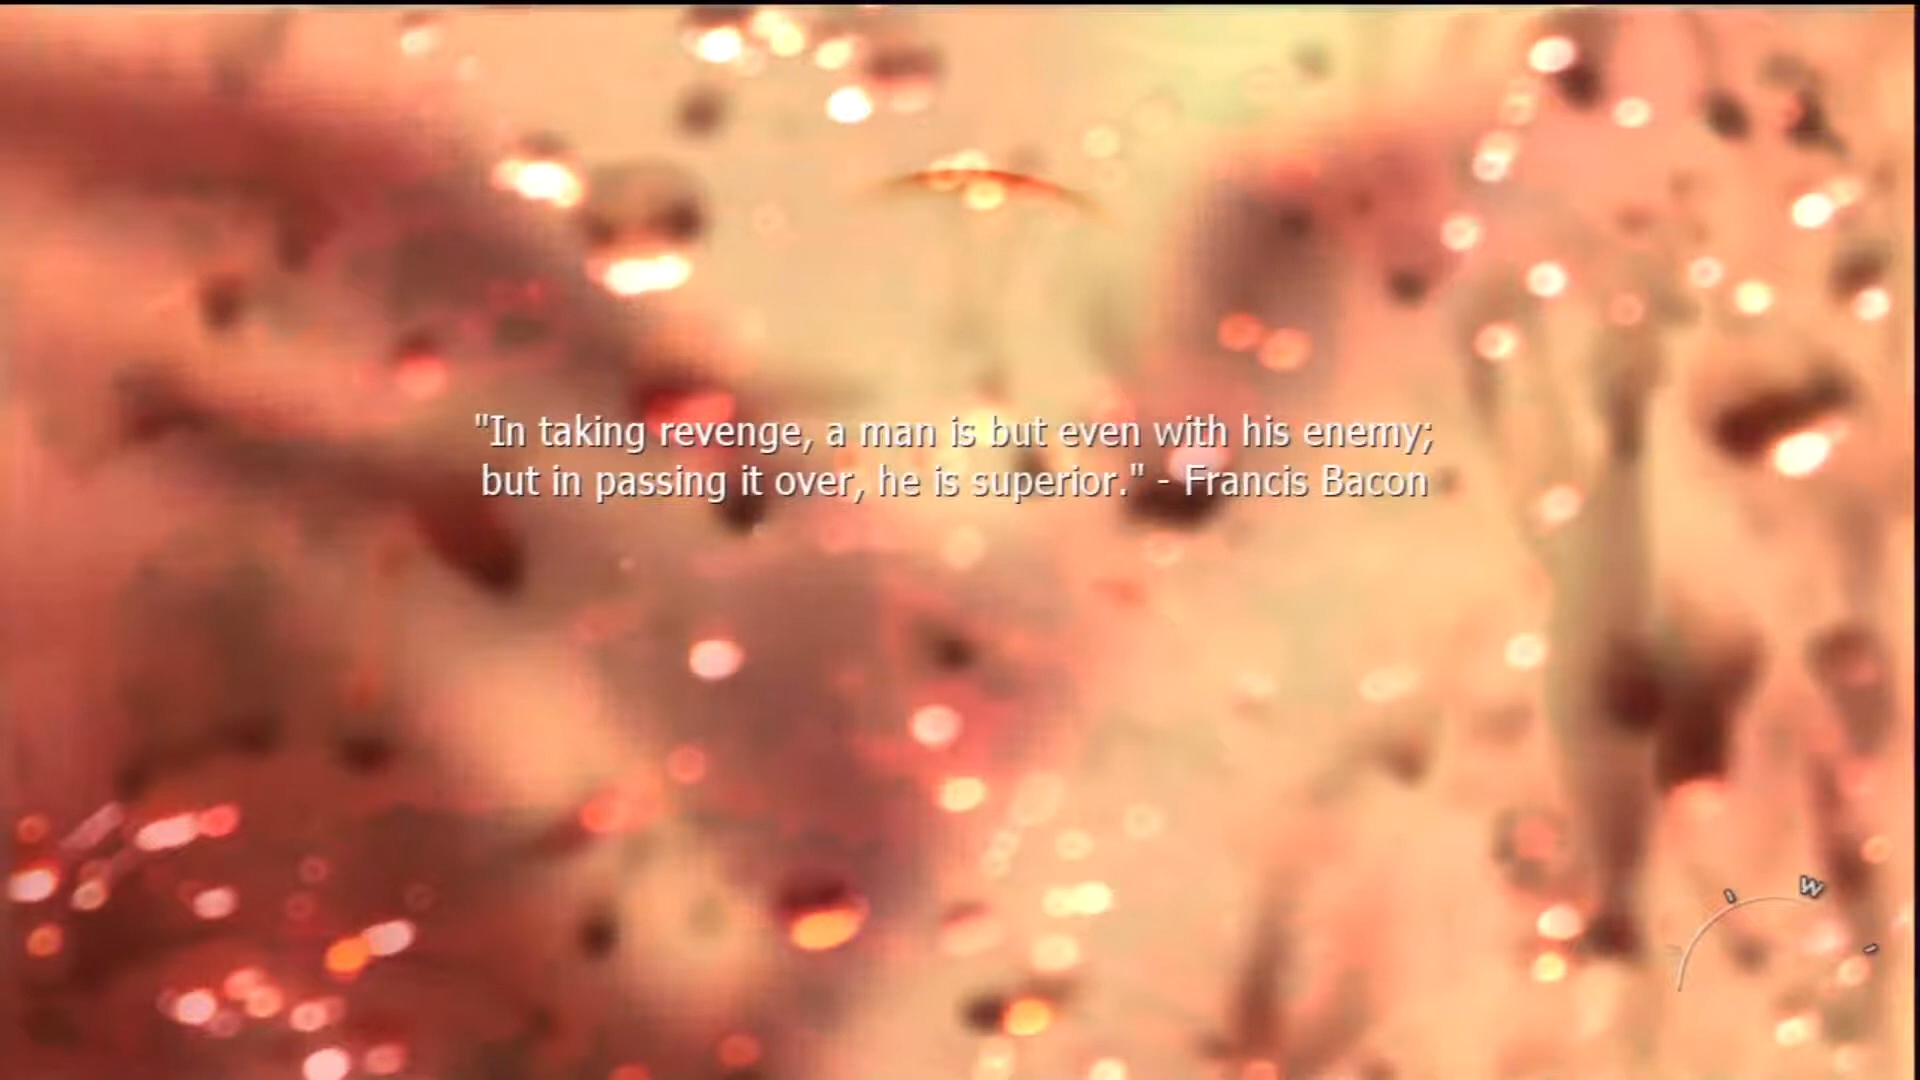 "In taking revenge, a man is but even with his enemy;
but in passing it over, he is superior." - Francis Bacon
W